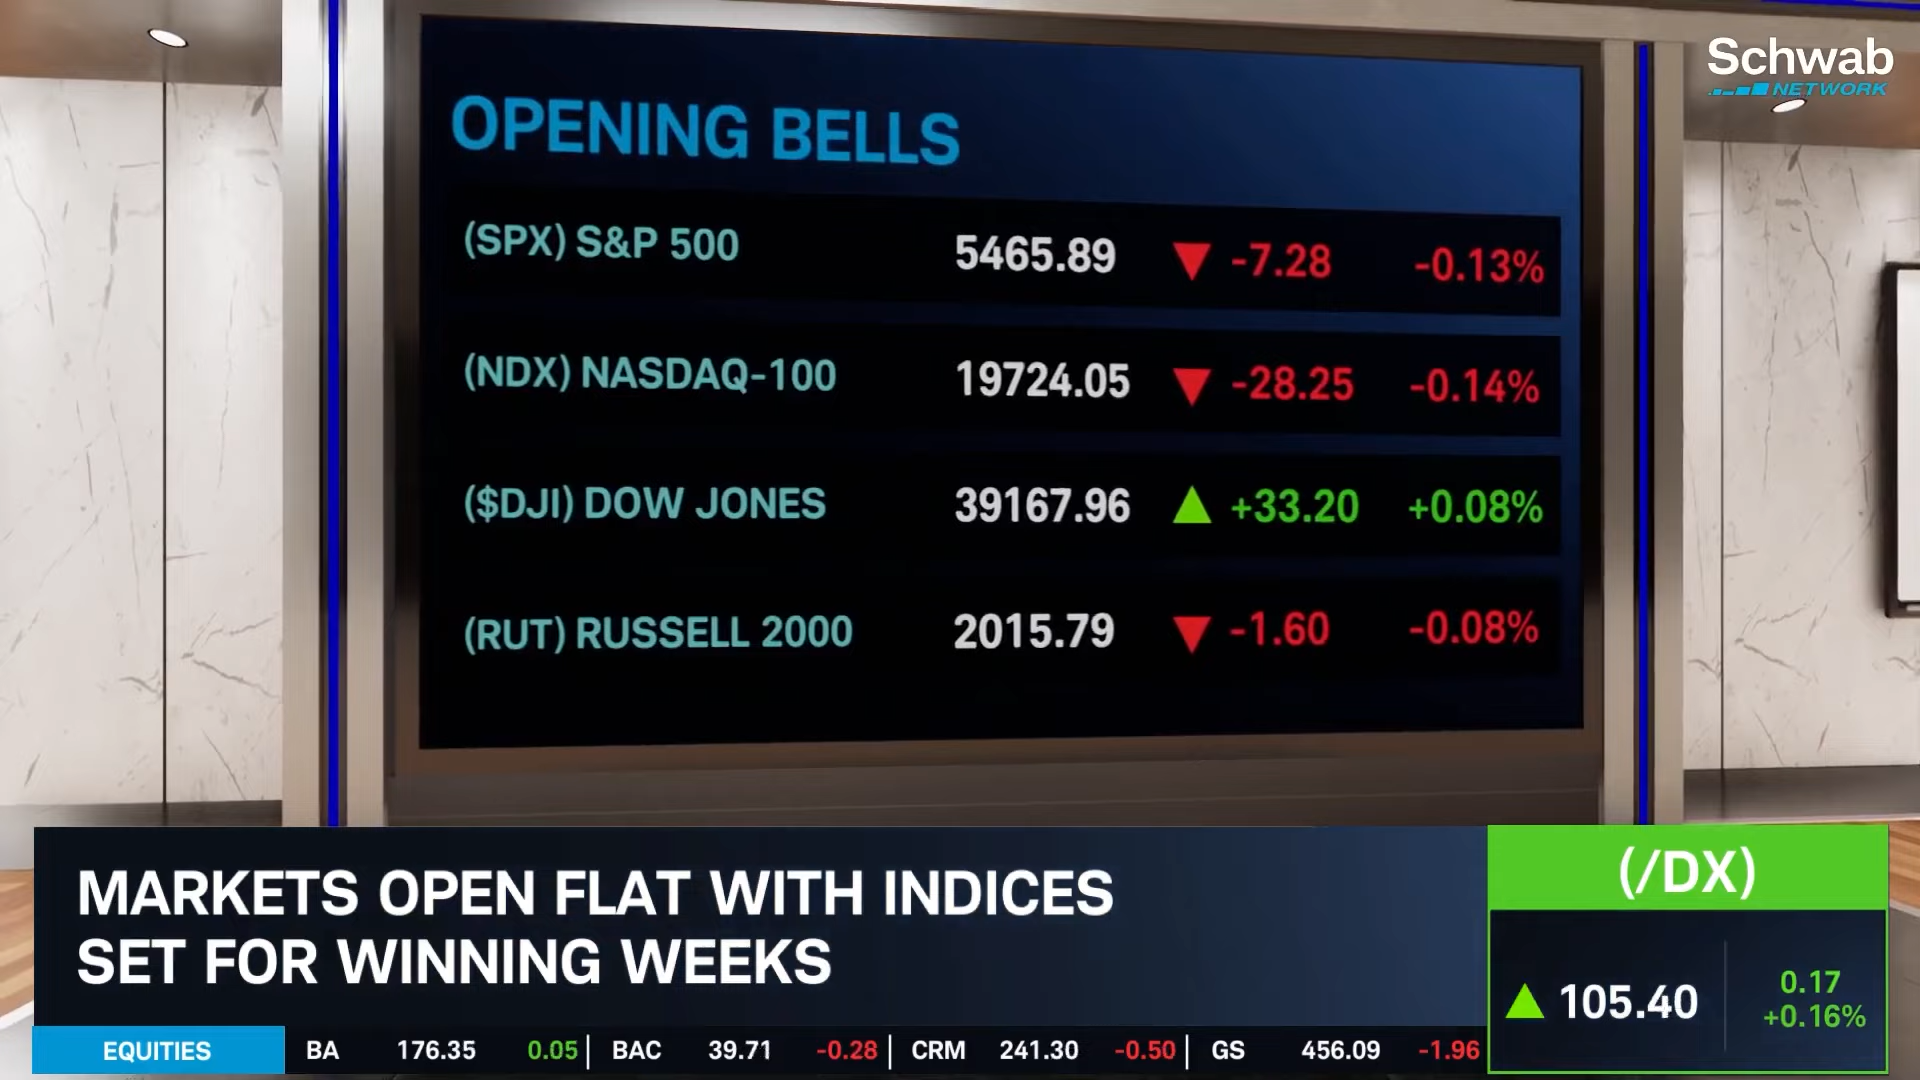 Schwab
NETWORK
OPENING BELLS
(SPX) S&P 500 5465.89 ▼ -7.28 -0.13%
(NDX) NASDAQ-100 19724.05 ▼ -28.25 -0.14%
($DJI) DOW JONES 39167.96 ▲ +33.20 +0.08%
(RUT) RUSSELL 2000 2015.79 ▼ -1.60 -0.08%
MARKETS OPEN FLAT WITH INDICES
SET FOR WINNING WEEKS
(/DX)
▲ 105.40 0.17
+0.16%
EQUITIES BA 176.35 0.05 | BAC 39.71 -0.28 | CRM 241.30 -0.50 | GS 456.09 -1.96